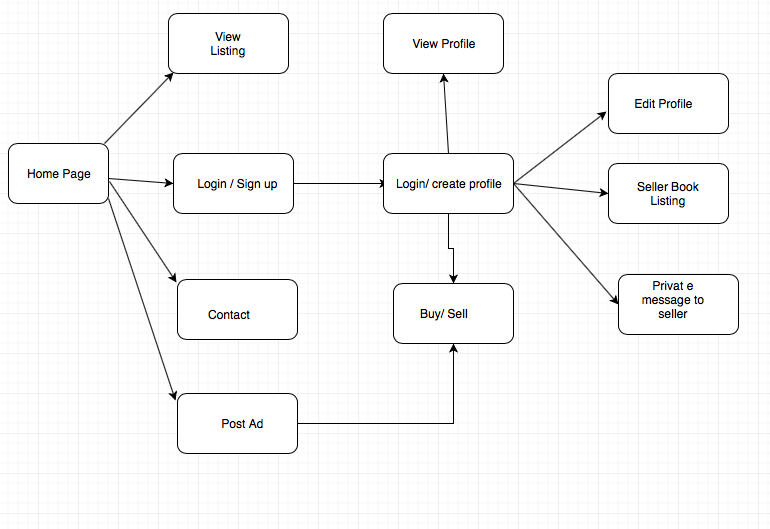 View
Listing
View Profile
Edit Profile
Home Page
Login / Sign up
Login/ create profile
Seller Book
Listing
Privat e
message to
seller
Contact
Buy/ Sell
Post Ad